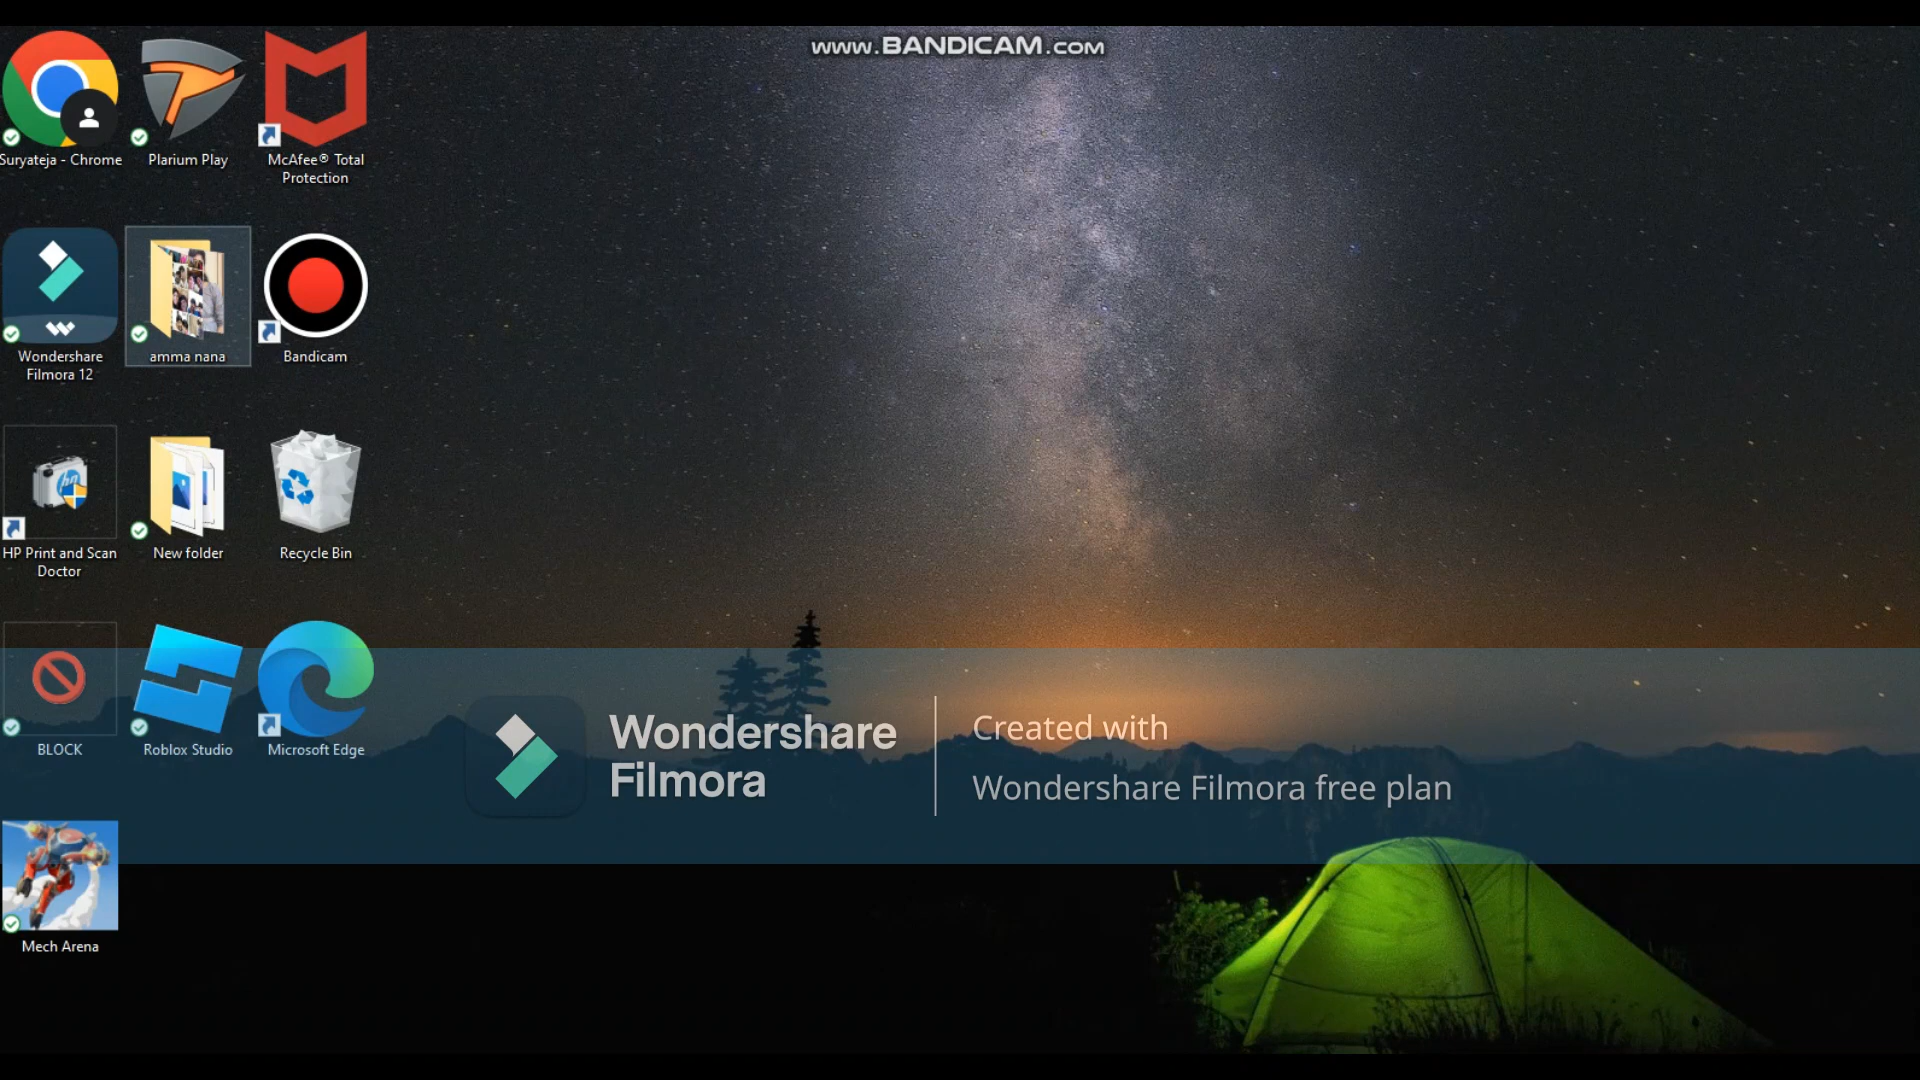 www.BANDICAM.com
Suryateja - Chrome
Plarium Play
McAfee® Total
Protection
Wondershare
Filmora 12
amma nana
Bandicam
HP Print and Scan
Doctor
New folder
Recycle Bin
BLOCK
Roblox Studio
Microsoft Edge
Wondershare
Filmora
Created with
Wondershare Filmora free plan
Mech Arena